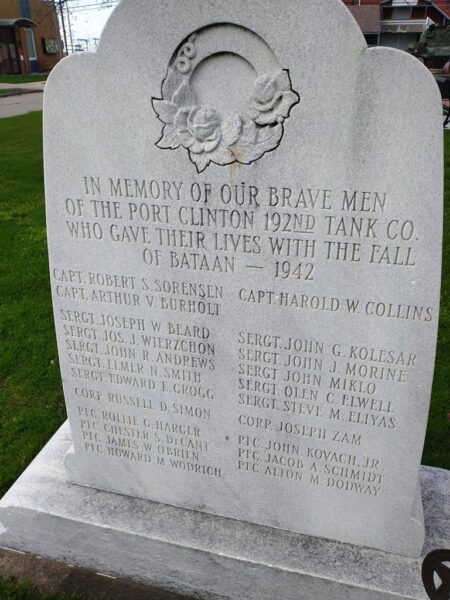 IN MEMORY OF OUR BRAVE MEN
OF THE PORT CLINTON 192ND TANK CO.
WHO GAVE THEIR LIVES WITH THE FALL
OF BATAAN — 1942
CAPT. ROBERT S. SORENSEN
CAPT. ARTHUR V. BURHOLT
SERGT. JOSEPH W. BEARD
SERGT. JOS. J. WIERZCHON
SERGT. JOHN R. ANDREWS
SERGT. ELMER N. SMITH
SERGT. EDWARD E. GROGG
CORP. RUSSELL D. SIMON
PFC. ROLLIE G. HARGER
PFC. CHESTER S. DECANT
PFC. JAMES W. O'BRIEN
PFC. HOWARD M. WODRICH
CAPT. HAROLD W. COLLINS
SERGT. JOHN G. KOLESAR
SERGT. JOHN J. MORINE
SERGT. JOHN MIKLO
SERGT. OLEN C. ELWELL
SERGT. STEVE M. ELIYAS
CORP. JOSEPH ZAM
PFC. JOHN KOVACH, JR.
PFC. JACOB A. SCHMIDT
PFC. ALTON M. DODWAY